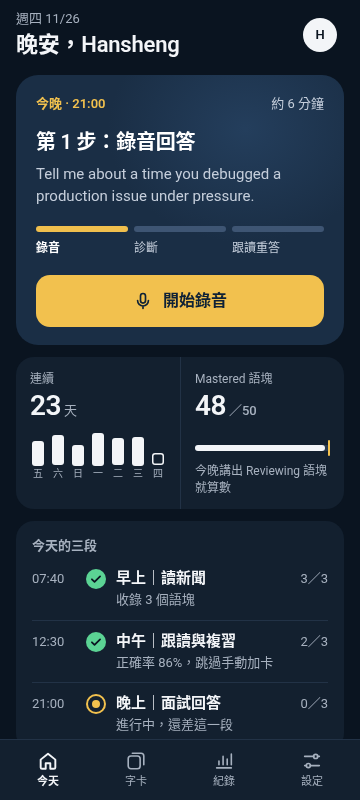 週四 11/26
晚安，Hansheng
H
今晚 · 21:00
約 6 分鐘
第 1 步：錄音回答
Tell me about a time you debugged a
production issue under pressure.
錄音
診斷
跟讀重答
開始錄音
連續
23 天
五 六 日 一 二 三 四
Mastered 語塊
48 ／50
今晚講出 Reviewing 語塊
就算數
今天的三段
07:40
早上｜讀新聞
3／3
收錄 3 個語塊
12:30
中午｜跟讀與複習
2／3
正確率 86%，跳過手動加卡
21:00
晚上｜面試回答
0／3
進行中，還差這一段
今天
字卡
紀錄
設定